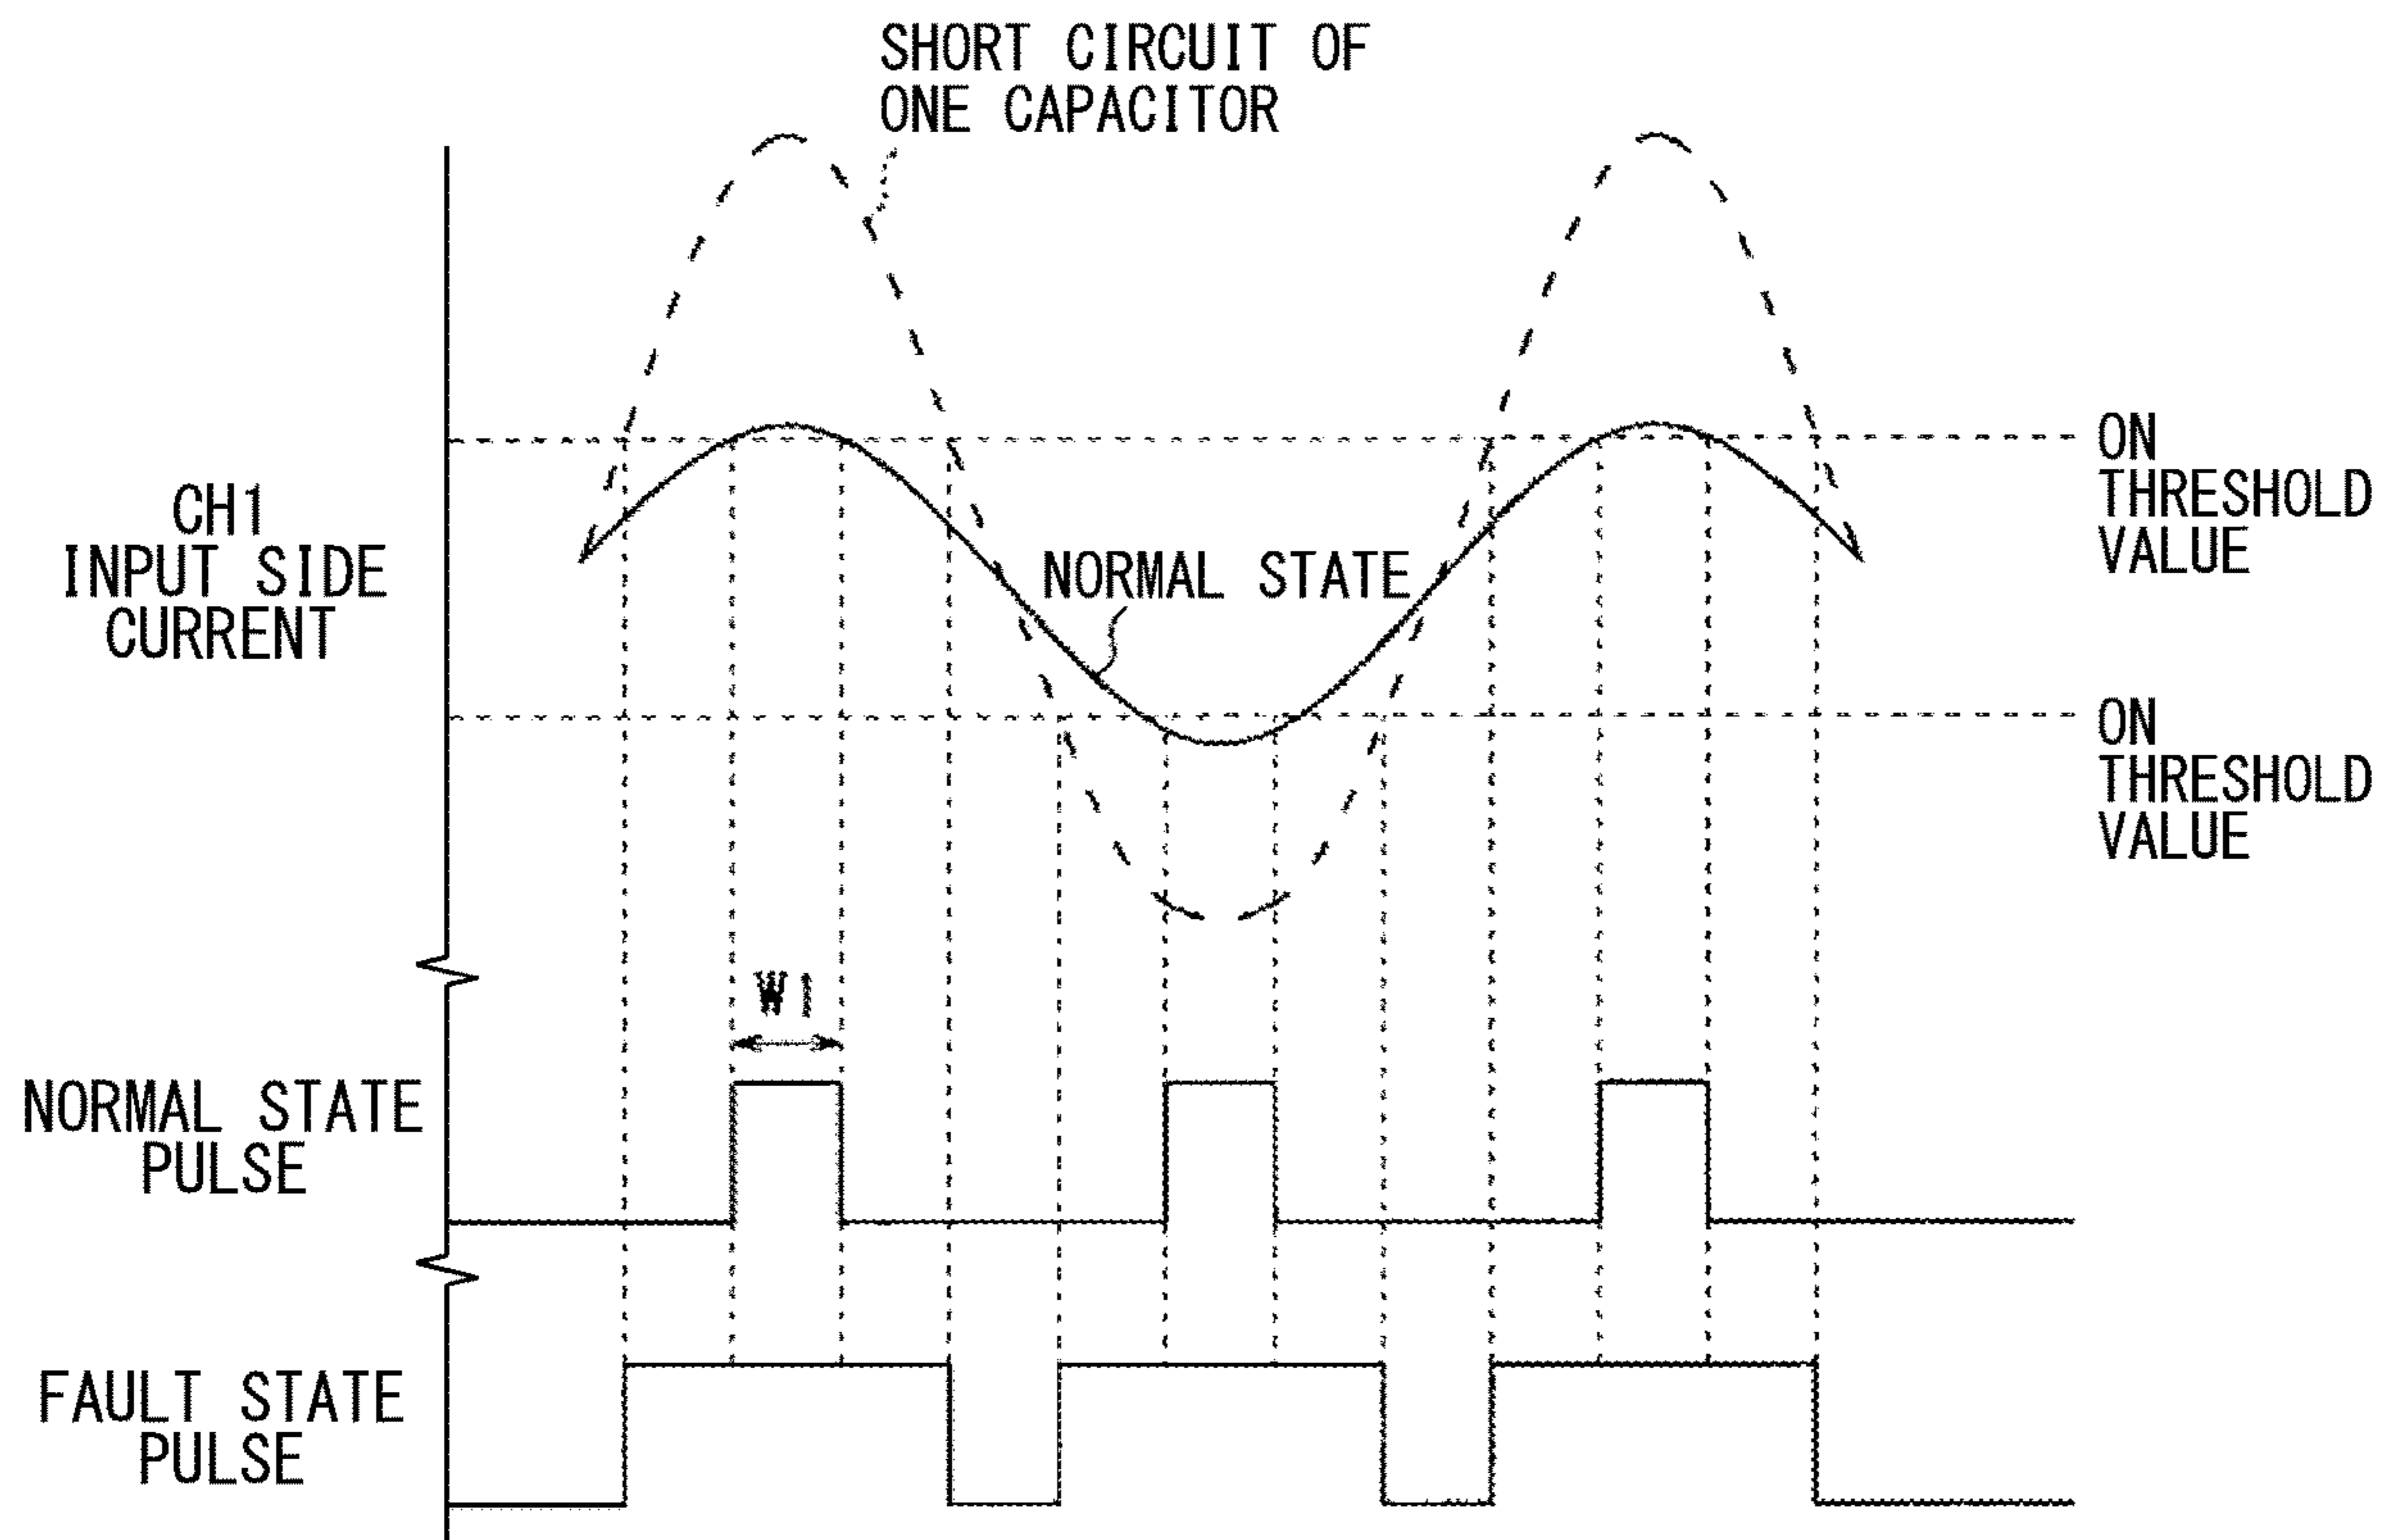 SHORT CIRCUIT OF
ONE CAPACITOR
ON
THRESHOLD
VALUE
CH1
INPUT SIDE
CURRENT
NORMAL STATE
ON
THRESHOLD
VALUE
W1
NORMAL STATE
PULSE
FAULT STATE
PULSE